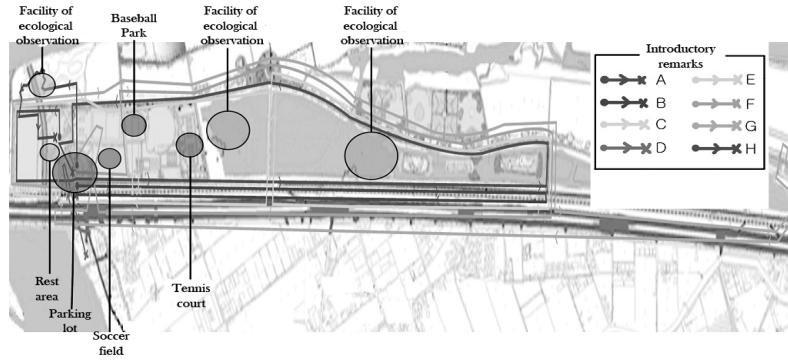 Facility of
ecological
observation
Baseball
Park
Facility of
ecological
observation
Facility of
ecological
observation
Introductory
remarks
A
E
B
F
C
G
D
H
Rest
area
Parking
lot
Soccer
field
Tennis
court